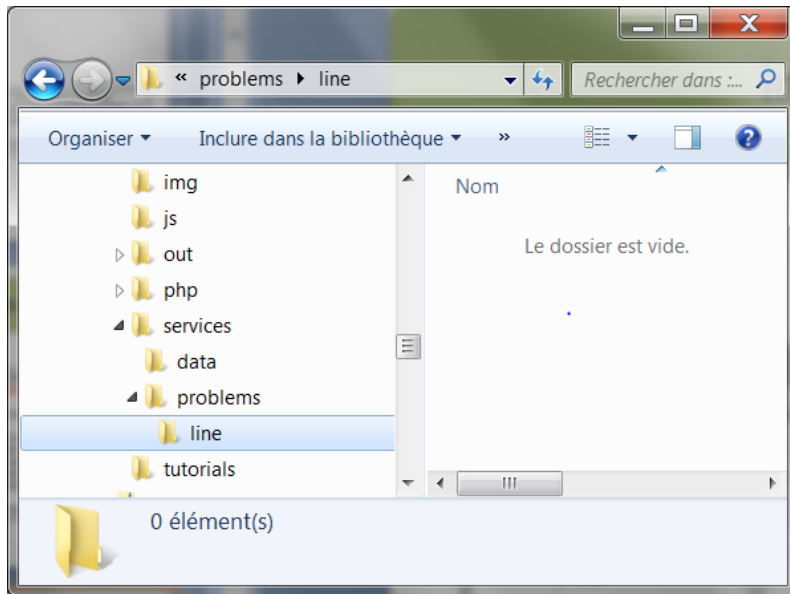 « problems line
Rechercher dans :...
Organiser Inclure dans la bibliothèque »
img
js
out
php
services
data
problems
line
tutorials
Nom
Le dossier est vide.
0 élément(s)